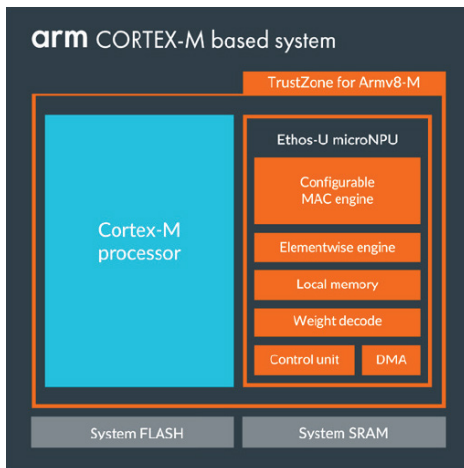 arm CORTEX-M based system
TrustZone for Armv8-M
Cortex-M
processor
Ethos-U microNPU
Configurable
MAC engine
Elementwise engine
Local memory
Weight decode
Control unit
DMA
System FLASH
System SRAM